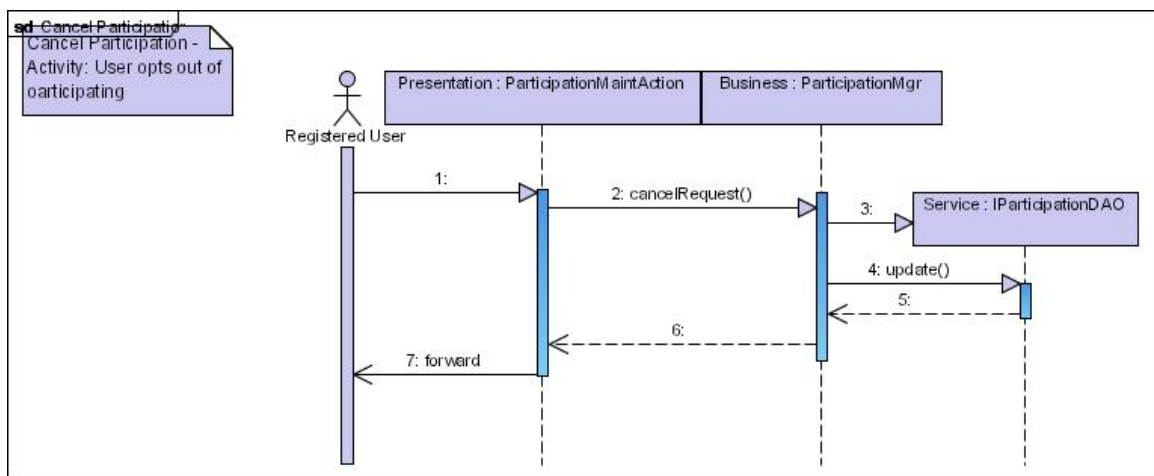 sd Cancel Participation
Cancel Participation -
Activity: User opts out of
oarticipating
Presentation : ParticipationMaintAction
Business : ParticipationMgr
Registered User
1:
2: cancelRequest()
3:
Service : IParticipationDAO
4: update()
5:
6:
7: forward